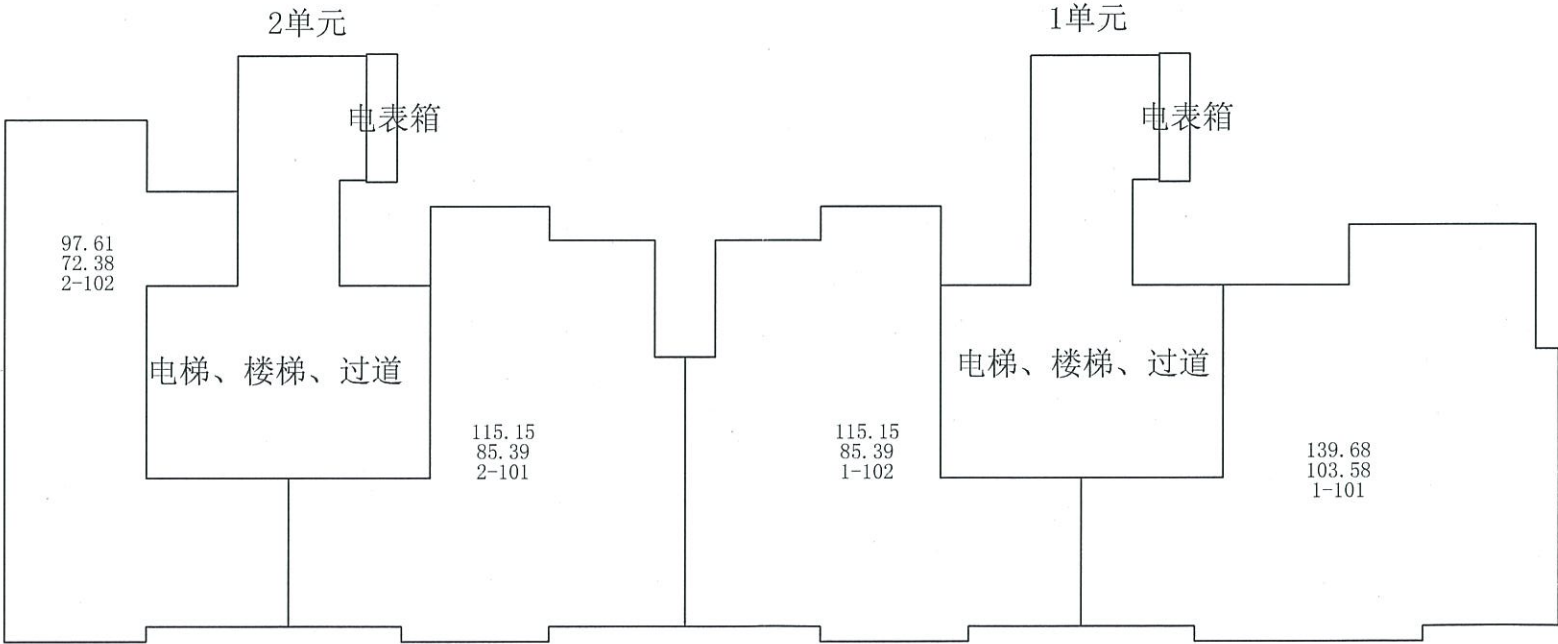 2单元
1单元
电表箱
电表箱
97.61
72.38
2-102
电梯、楼梯、过道
电梯、楼梯、过道
115.15
85.39
2-101
115.15
85.39
1-102
139.68
103.58
1-101